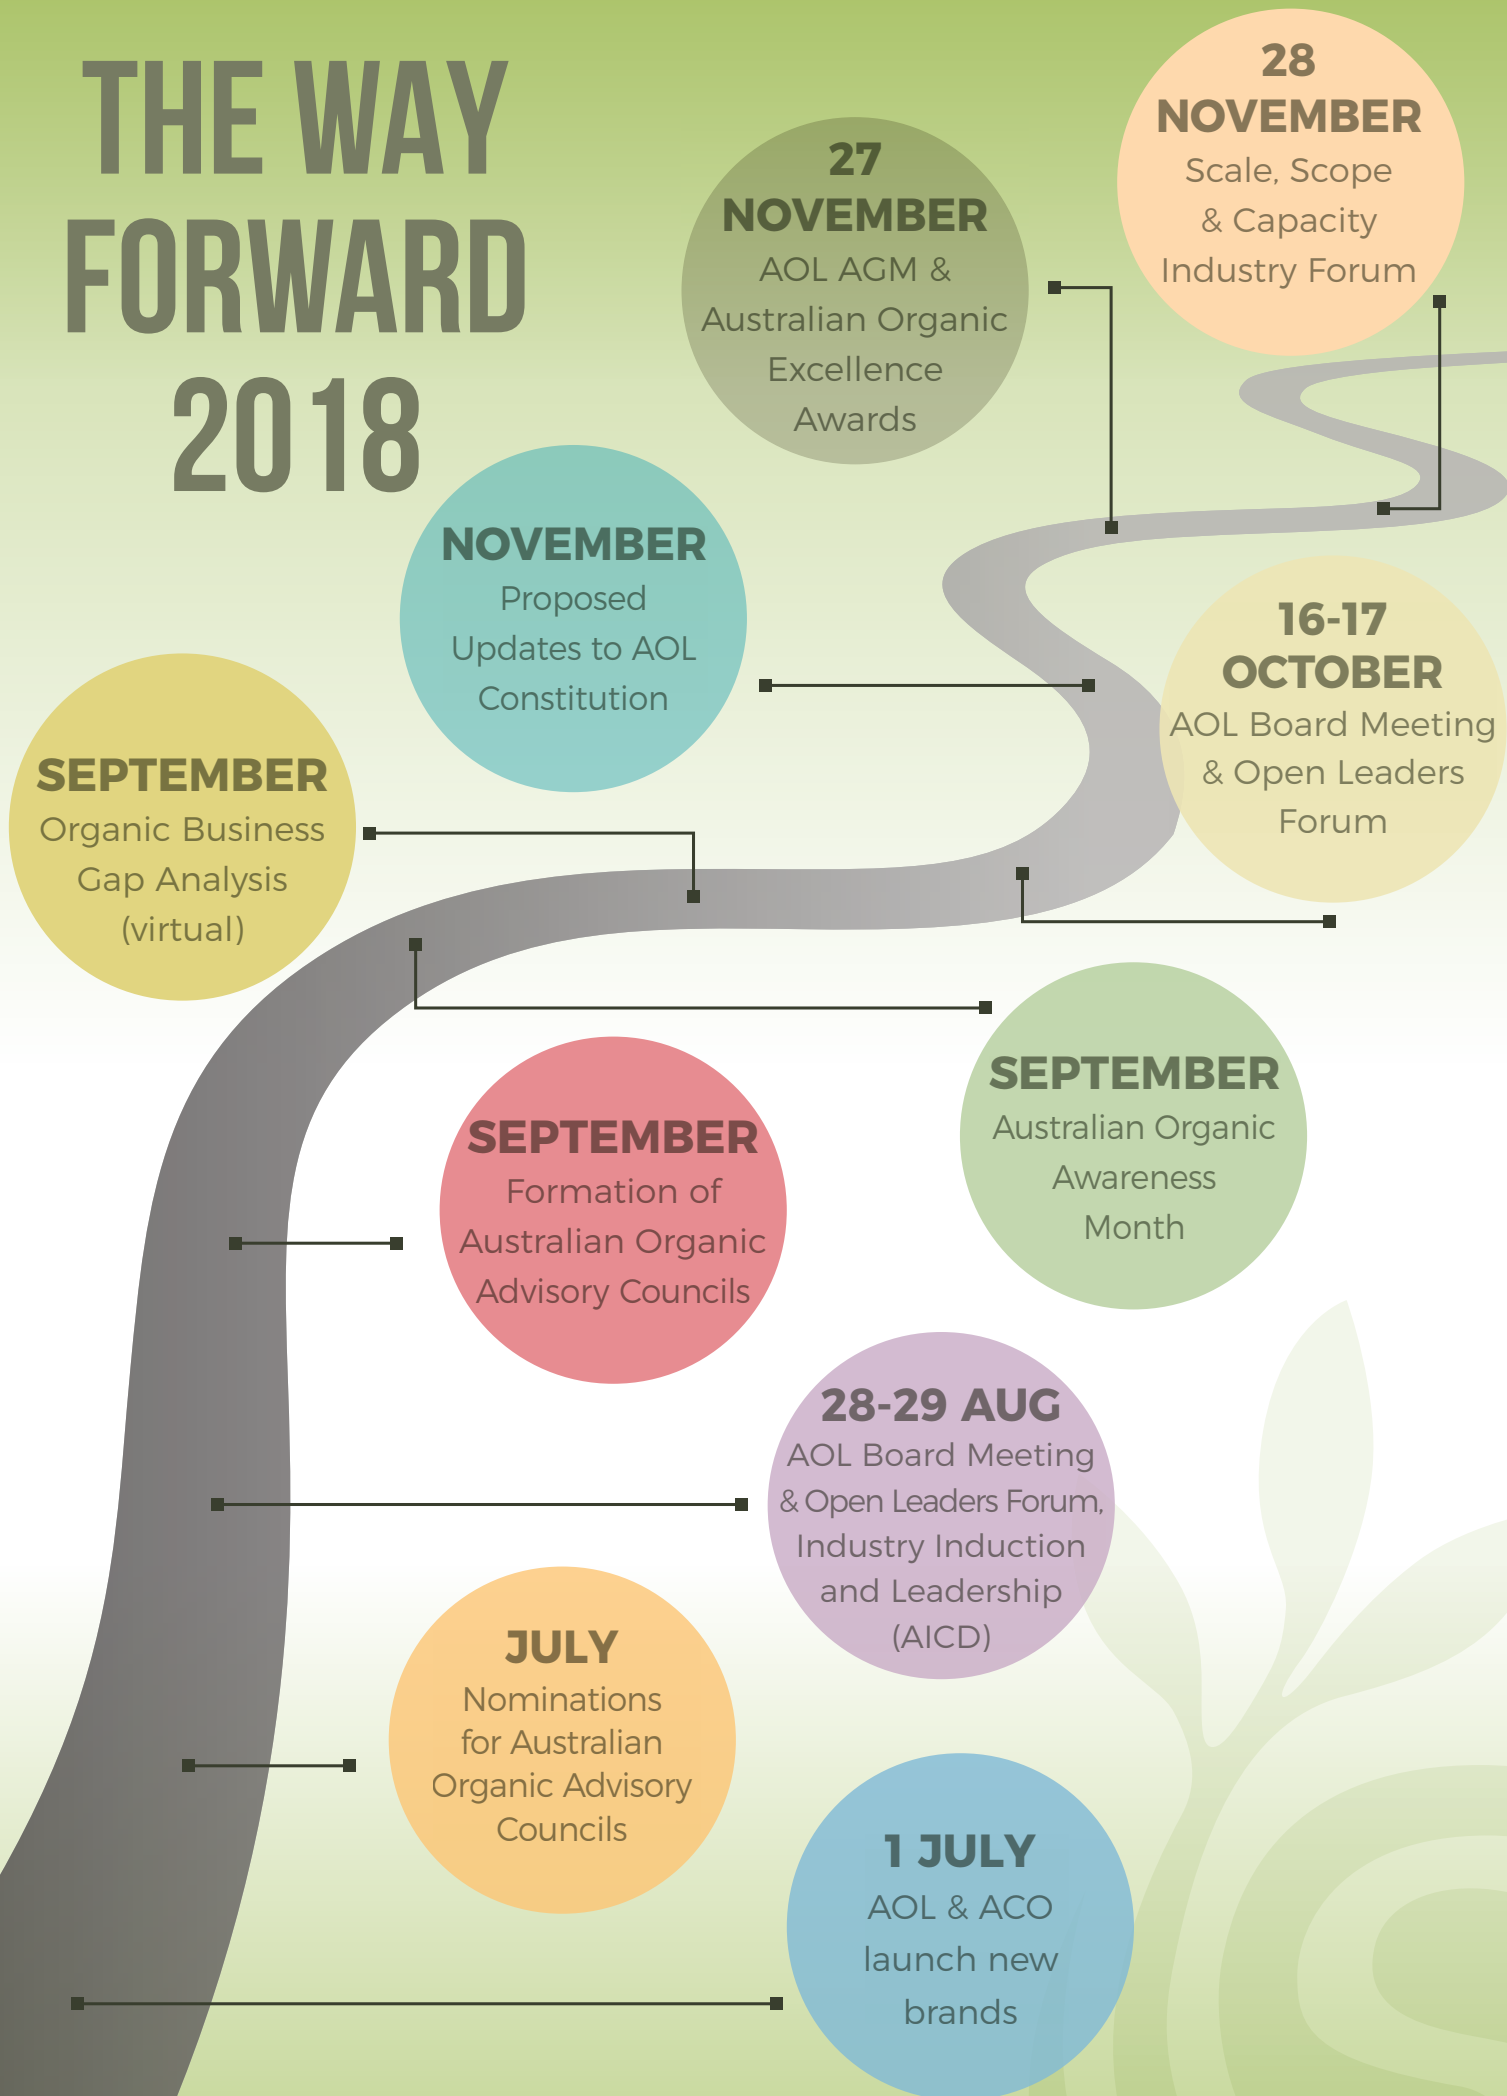 THE WAY
FORWARD
2018
28
NOVEMBER
Scale, Scope
& Capacity
Industry Forum
27
NOVEMBER
AOL AGM &
Australian Organic
Excellence
Awards
NOVEMBER
Proposed
Updates to AOL
Constitution
16-17
OCTOBER
AOL Board Meeting
& Open Leaders
Forum
SEPTEMBER
Organic Business
Gap Analysis
(virtual)
SEPTEMBER
Australian Organic
Awareness
Month
SEPTEMBER
Formation of
Australian Organic
Advisory Councils
28-29 AUG
AOL Board Meeting
& Open Leaders Forum,
Industry Induction
and Leadership
(AICD)
JULY
Nominations
for Australian
Organic Advisory
Councils
1 JULY
AOL & ACO
launch new
brands